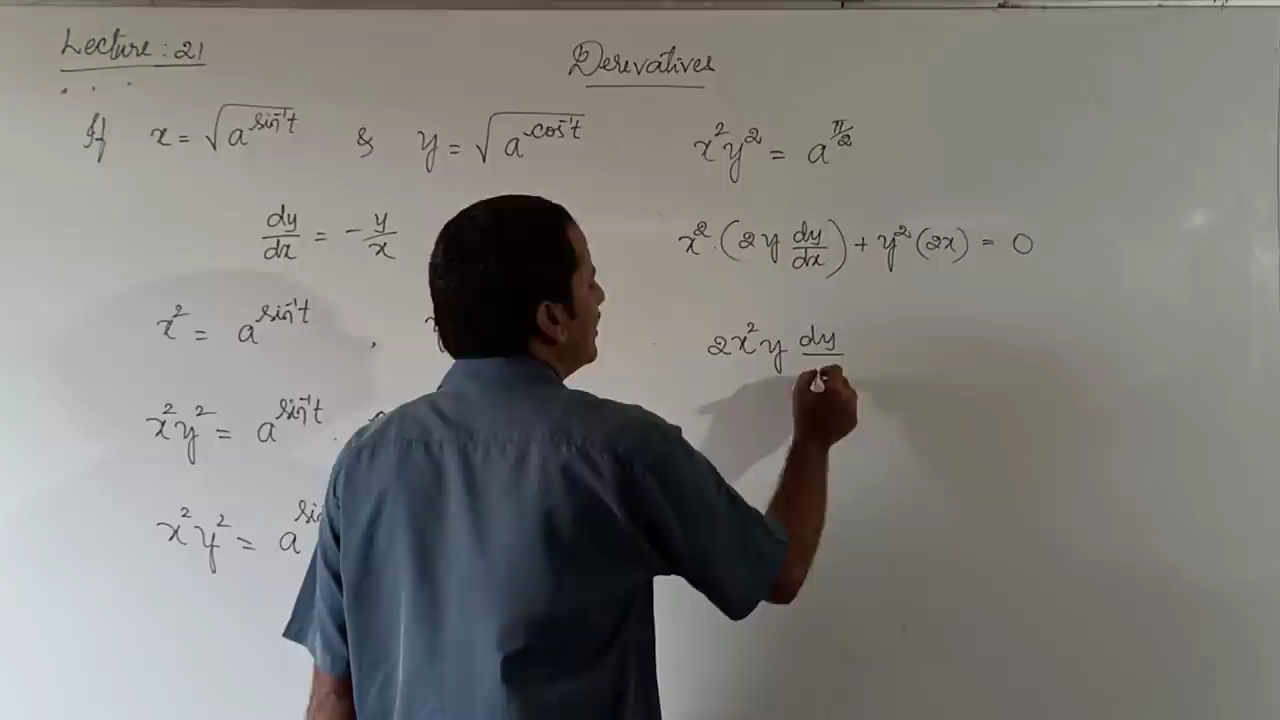 Lecture : 21
Derevatives
If x = √a^sin⁻¹t & y = √a^cos⁻¹t
dy/dx = -y/x
x² = a^sin⁻¹t ,
x²y² = a^sin⁻¹t .
x²y² = a
x²y² = a^π/2
x².(2y dy/dx) + y²(2x) = 0
2x²y dy